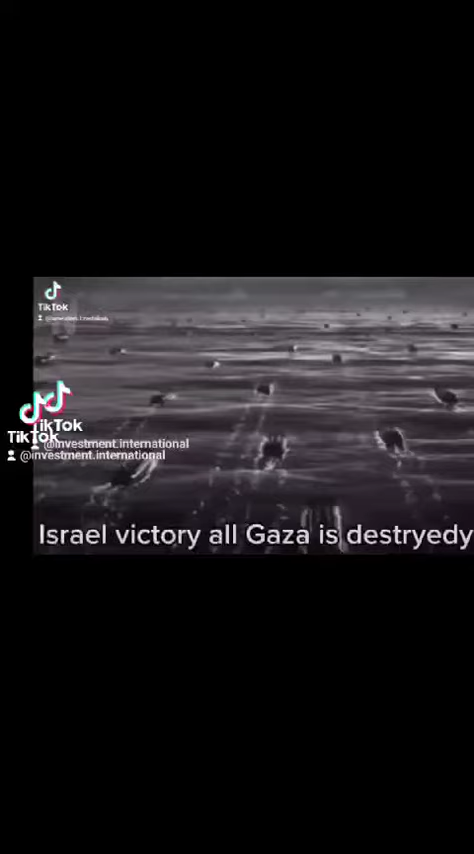 TikTok
TikTok
TikTok
@investment.international
@investment.international
Israel victory all Gaza is destryedy